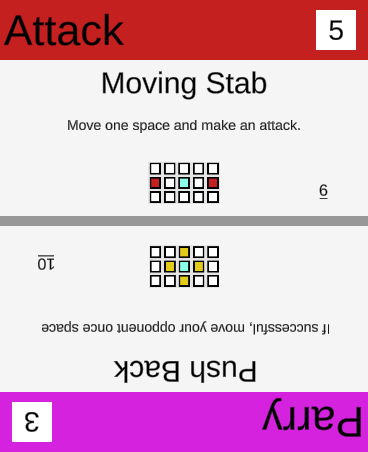 Attack
5
Moving Stab
Move one space and make an attack.
9
Parry
3
Push Back
If successful, move your opponent once space
10